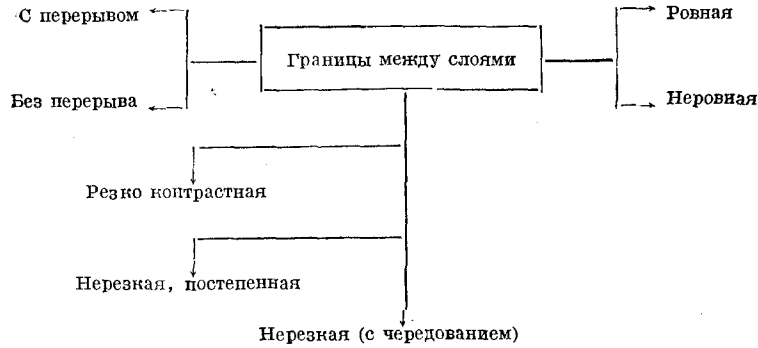 С перерывом
Ровная
Границы между слоями
Без перерыва
Неровная
Резко контрастная
Нерезкая, постепенная
Нерезкая (с чередованием)